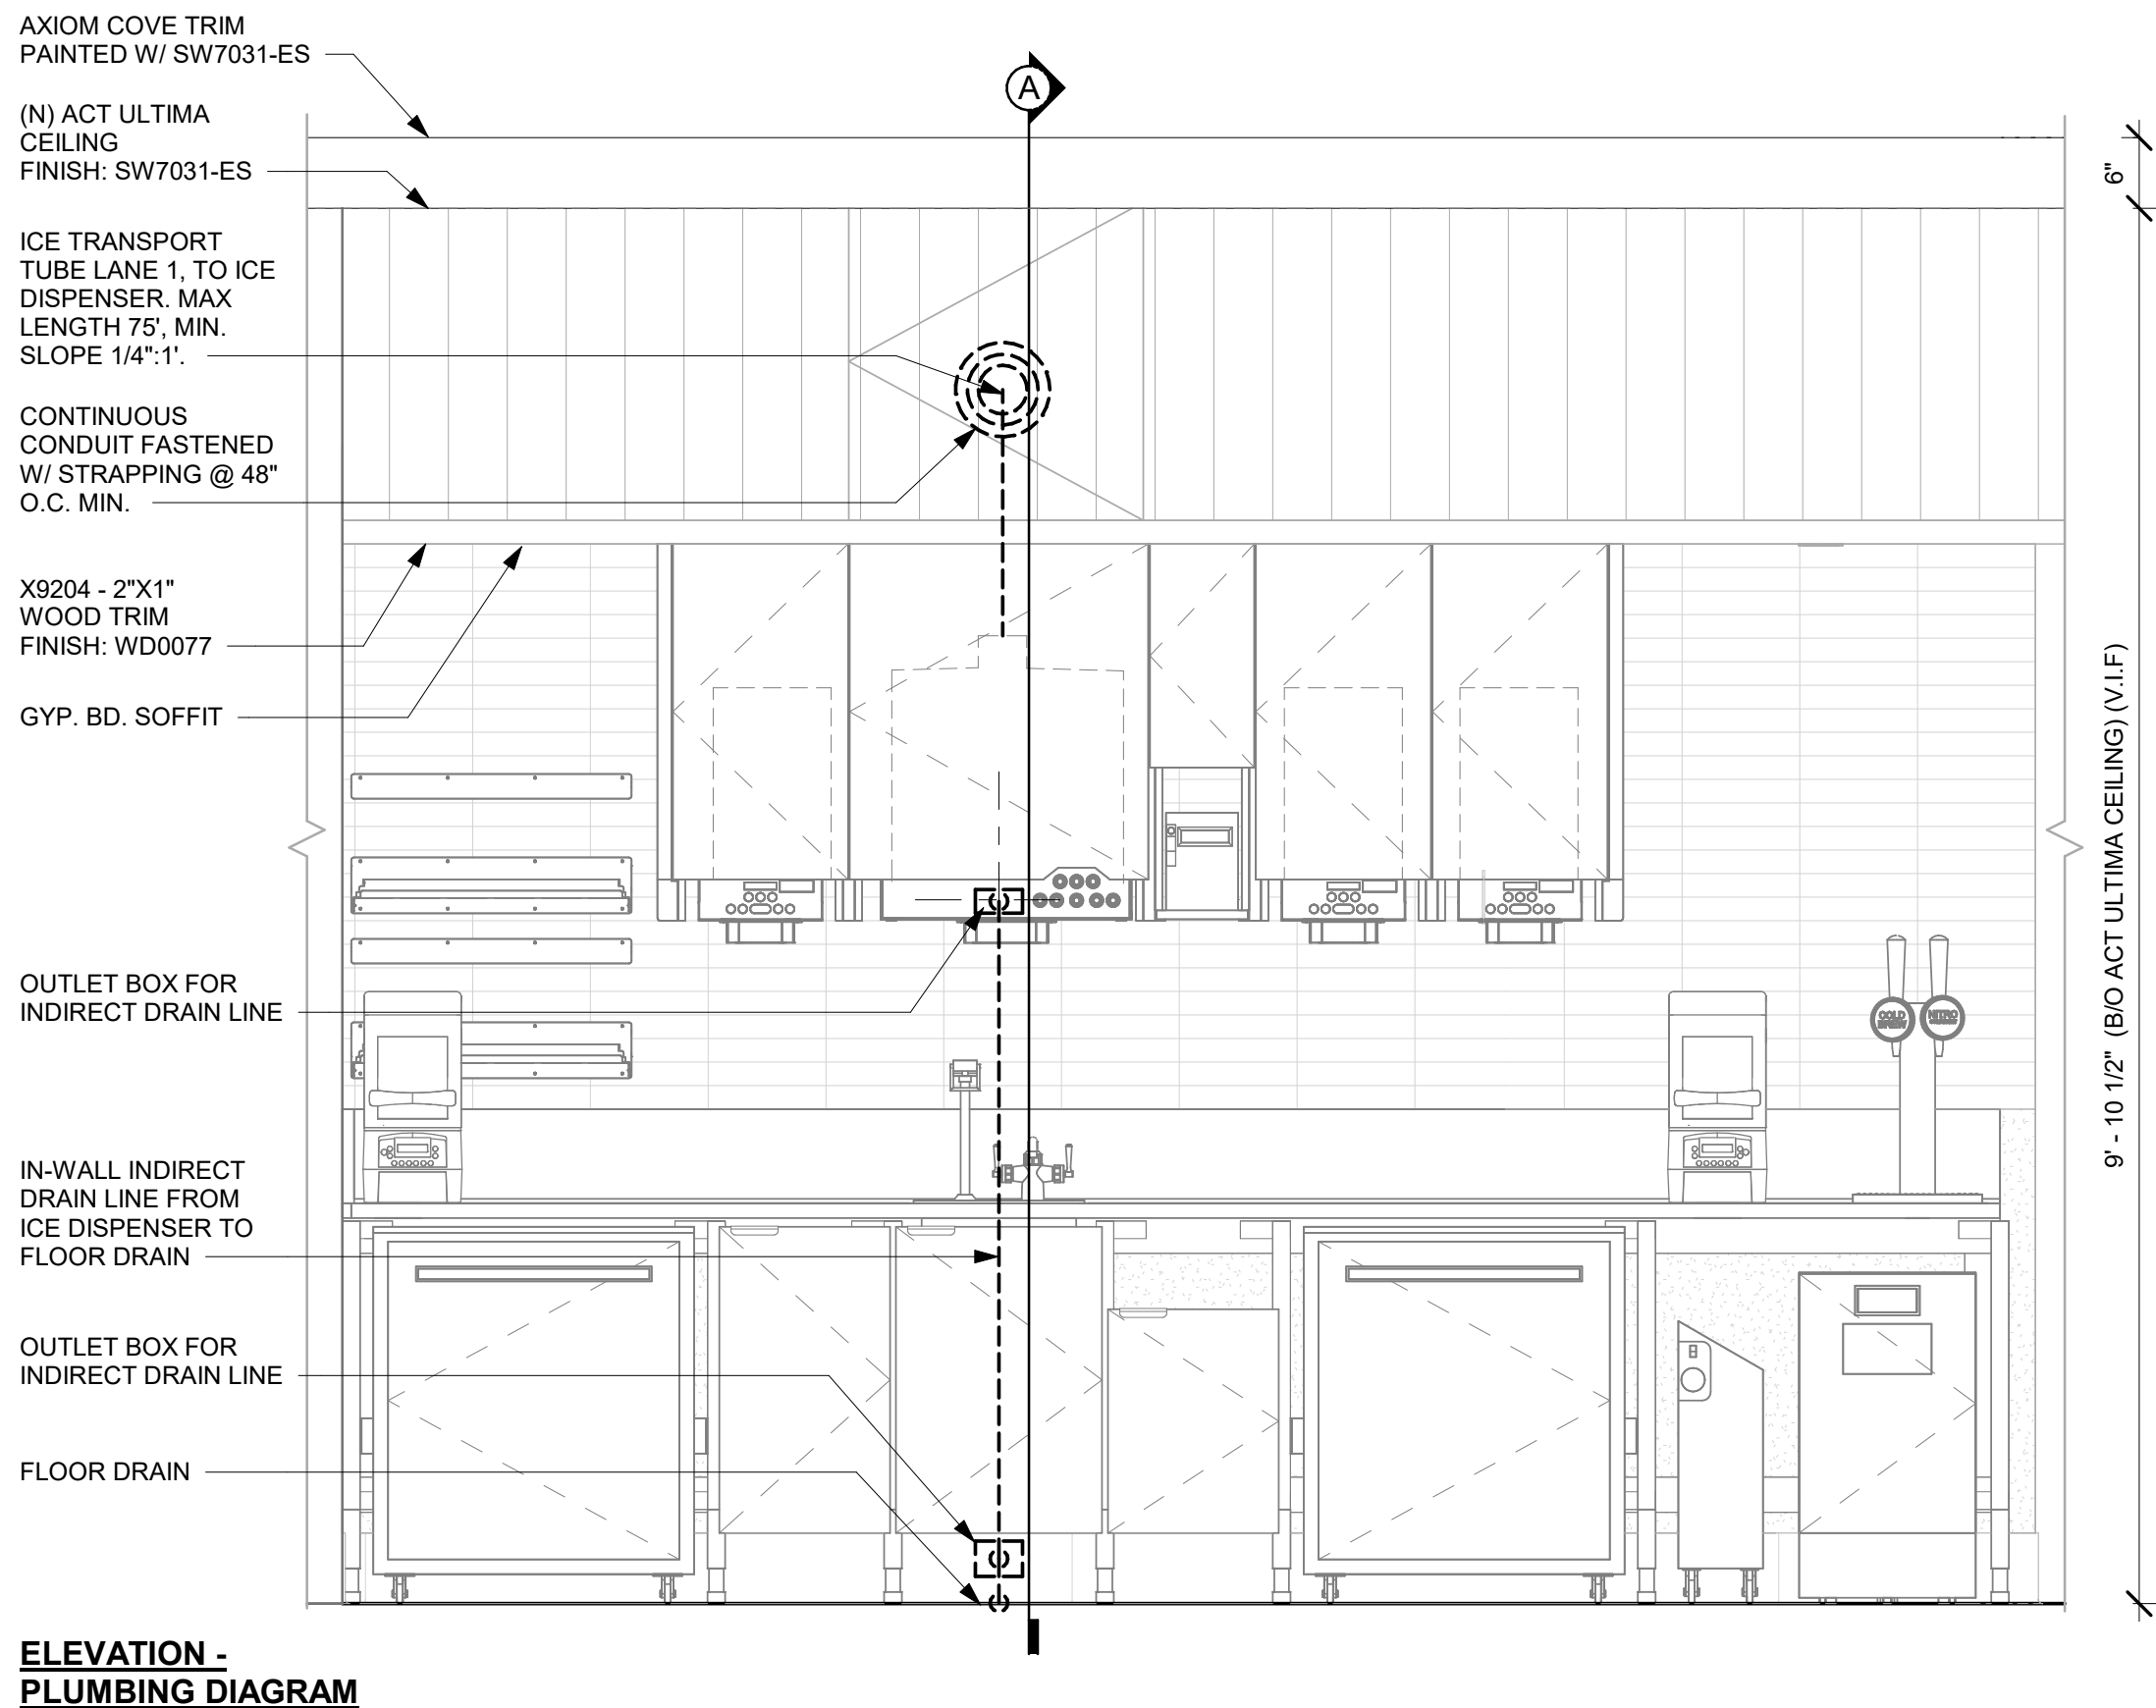 AXIOM COVE TRIM
PAINTED W/ SW7031-ES
A
(N) ACT ULTIMA
CEILING
FINISH: SW7031-ES
6"
ICE TRANSPORT
TUBE LANE 1, TO ICE
DISPENSER. MAX
LENGTH 75', MIN.
SLOPE 1/4":1'.
CONTINUOUS
CONDUIT FASTENED
W/ STRAPPING @ 48"
O.C. MIN.
X9204 - 2"X1"
WOOD TRIM
FINISH: WD0077
GYP. BD. SOFFIT
9' - 10 1/2" (B/O ACT ULTIMA CEILING) (V.I.F)
OUTLET BOX FOR
INDIRECT DRAIN LINE
COLD
BREW
NITRO
IN-WALL INDIRECT
DRAIN LINE FROM
ICE DISPENSER TO
FLOOR DRAIN
OUTLET BOX FOR
INDIRECT DRAIN LINE
FLOOR DRAIN
ELEVATION -
PLUMBING DIAGRAM